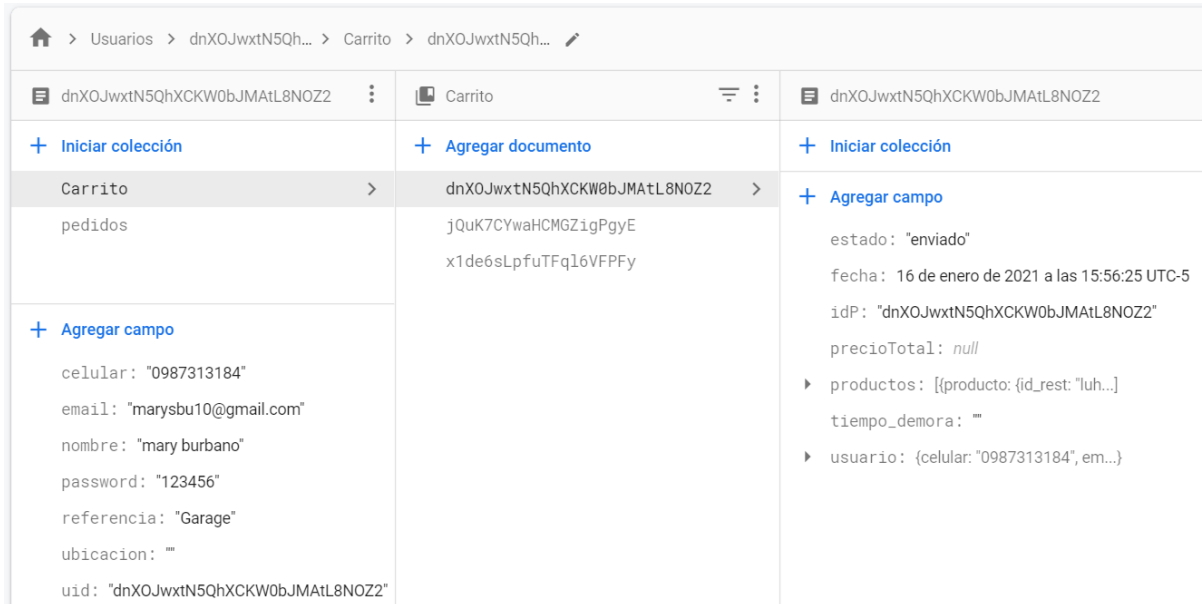 Usuarios > dnXOJwxtN5Qh... > Carrito > dnXOJwxtN5Qh...
dnXOJwxtN5QhXCKW0bJMAtL8NOZ2
+ Iniciar colección
Carrito
pedidos
+ Agregar campo
celular: "0987313184"
email: "marysbu10@gmail.com"
nombre: "mary burbano"
password: "123456"
referencia: "Garage"
ubicacion: ""
uid: "dnXOJwxtN5QhXCKW0bJMAtL8NOZ2"
Carrito
+ Agregar documento
dnXOJwxtN5QhXCKW0bJMAtL8NOZ2
jQuK7CYwaHCMGZigPgyE
x1de6sLpfuTFql6VFPFy
dnXOJwxtN5QhXCKW0bJMAtL8NOZ2
+ Iniciar colección
+ Agregar campo
estado: "enviado"
fecha: 16 de enero de 2021 a las 15:56:25 UTC-5
idP: "dnXOJwxtN5QhXCKW0bJMAtL8NOZ2"
precioTotal: null
productos: [{producto: {id_rest: "luh...]
tiempo_demora: ""
usuario: {celular: "0987313184", em...}